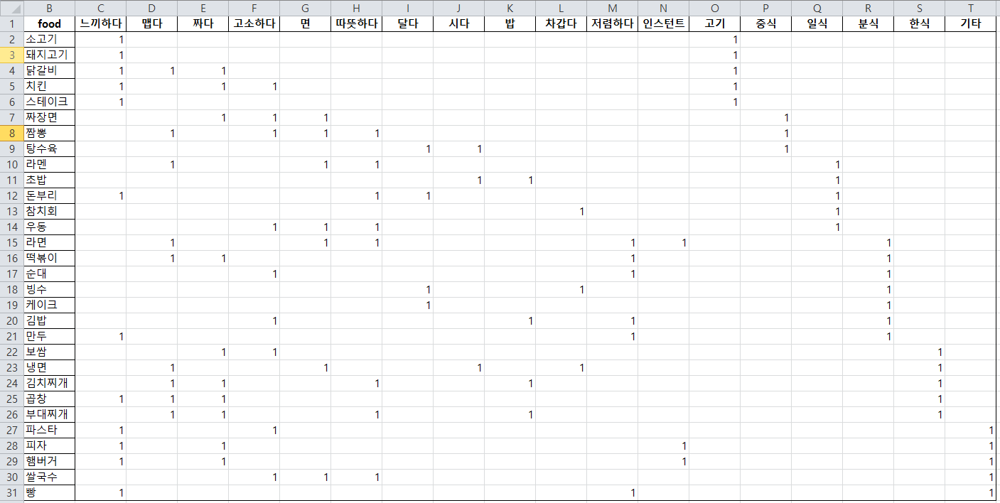 B C D E F G H I J K L M N O P Q R S T
1 food 느끼하다 맵다 짜다 고소하다 면 따뜻하다 달다 시다 밥 차갑다 저렴하다 인스턴트 고기 중식 일식 분식 한식 기타
2 소고기 1 1
3 돼지고기 1 1
4 닭갈비 1 1 1 1
5 치킨 1 1 1 1
6 스테이크 1 1
7 짜장면 1 1 1 1
8 짬뽕 1 1 1 1 1
9 탕수육 1 1 1
10 라멘 1 1 1 1
11 초밥 1 1 1
12 돈부리 1 1 1 1
13 참치회 1 1
14 우동 1 1 1 1
15 라면 1 1 1 1 1 1
16 떡볶이 1 1 1 1
17 순대 1 1 1
18 빙수 1 1 1
19 케이크 1 1
20 김밥 1 1 1 1
21 만두 1 1 1
22 보쌈 1 1 1
23 냉면 1 1 1 1 1
24 김치찌개 1 1 1 1 1
25 곱창 1 1 1 1
26 부대찌개 1 1 1 1 1
27 파스타 1 1 1
28 피자 1 1 1 1
29 햄버거 1 1 1 1
30 쌀국수 1 1 1 1
31 빵 1 1 1